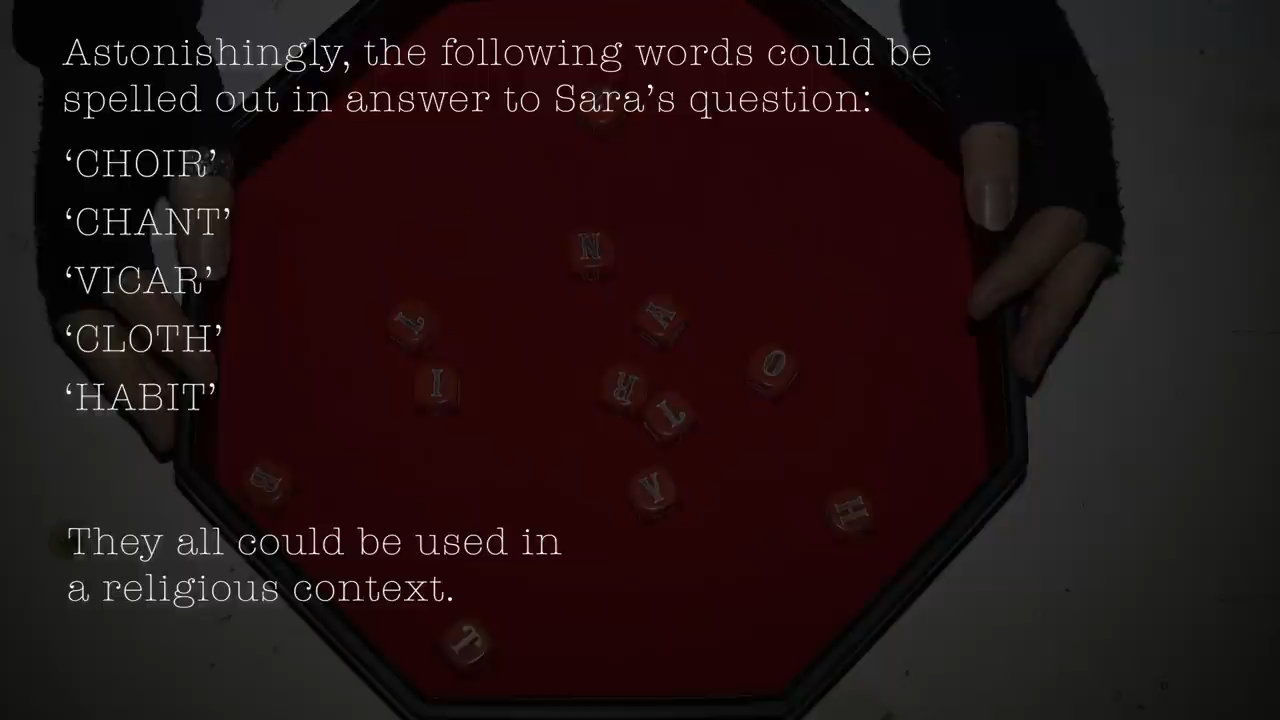 Astonishingly, the following words could be
spelled out in answer to Sara's question:
‘CHOIR’
‘CHANT’
‘VICAR’
‘CLOTH’
‘HABIT’
N
A
I
O
R
V
B
H
They all could be used in
a religious context.